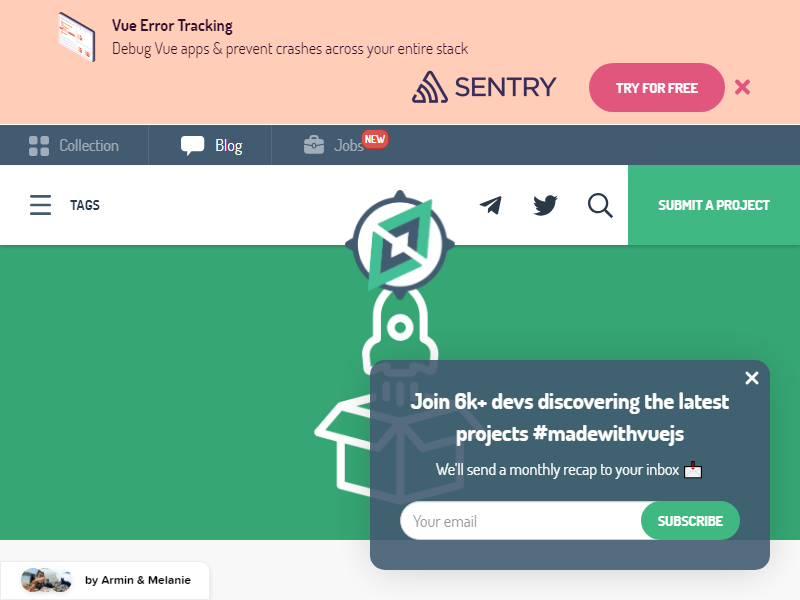 Vue Error Tracking
Debug Vue apps & prevent crashes across your entire stack
SENTRY
TRY FOR FREE
Collection
Blog
Jobs
NEW
TAGS
SUBMIT A PROJECT
Join 6k+ devs discovering the latest
projects #madewithvuejs
We'll send a monthly recap to your inbox
Your email
SUBSCRIBE
by Armin & Melanie